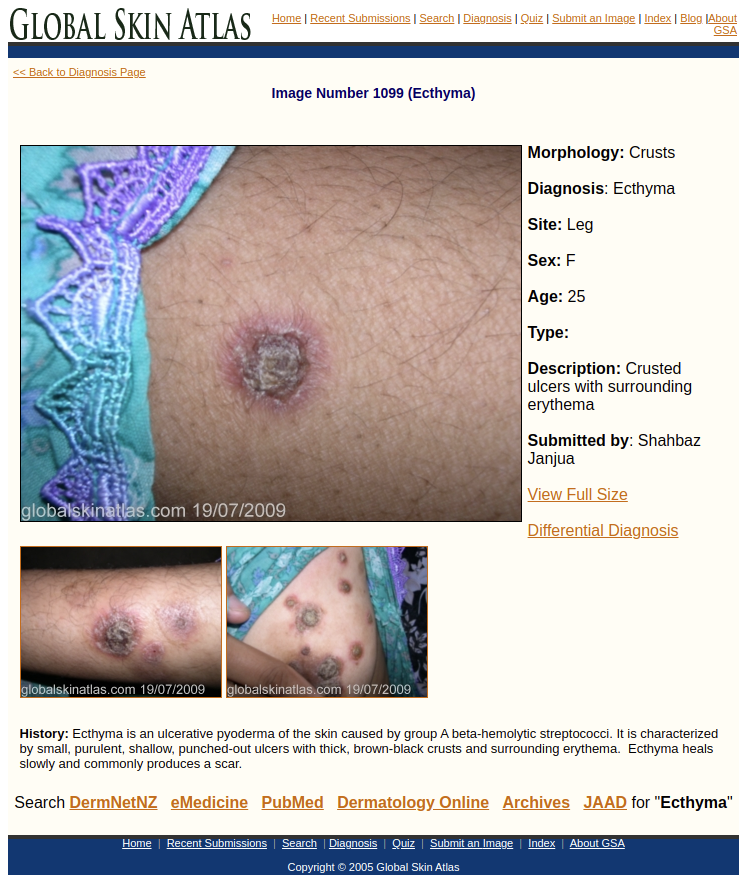 GLOBAL SKIN ATLAS
Home | Recent Submissions | Search | Diagnosis | Quiz | Submit an Image | Index | Blog |About
GSA
<< Back to Diagnosis Page
Image Number 1099 (Ecthyma)
globalskinatlas.com 19/07/2009
Morphology: Crusts
Diagnosis: Ecthyma
Site: Leg
Sex: F
Age: 25
Type:
Description: Crusted
ulcers with surrounding
erythema
Submitted by: Shahbaz
Janjua
View Full Size
Differential Diagnosis
globalskinatlas.com 19/07/2009
globalskinatlas.com 19/07/2009
History: Ecthyma is an ulcerative pyoderma of the skin caused by group A beta-hemolytic streptococci. It is characterized
by small, purulent, shallow, punched-out ulcers with thick, brown-black crusts and surrounding erythema. Ecthyma heals
slowly and commonly produces a scar.
Search DermNetNZ eMedicine PubMed Dermatology Online Archives JAAD for "Ecthyma"
Home | Recent Submissions | Search | Diagnosis | Quiz | Submit an Image | Index | About GSA
Copyright © 2005 Global Skin Atlas